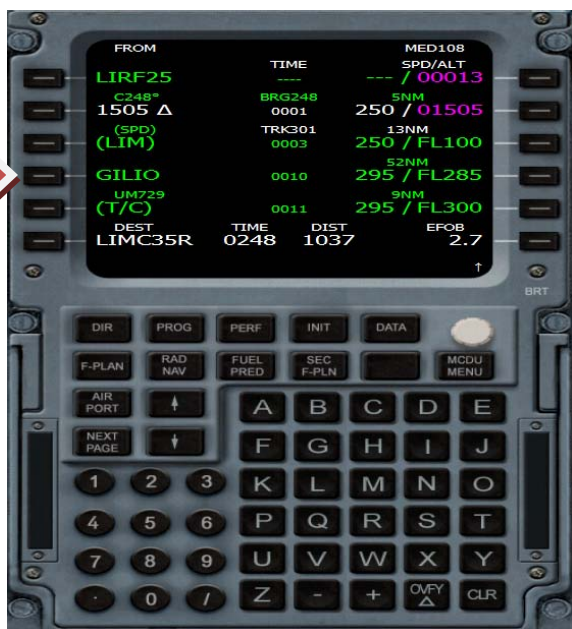 FROM MED108
TIME SPD/ALT
LIRF25 ---- --- / 00013
C248° BRG248 5NM
1505 Δ 0001 250 / 01505
(SPD) TRK301 13NM
(LIM) 0003 250 / FL100
52NM
GILIO 0010 295 / FL285
UM729 9NM
(T/C) 0011 295 / FL300
DEST TIME DIST EFOB
LIMC35R 0248 1037 2.7
↑
BRT
DIR PROG PERF INIT DATA
F-PLAN RAD NAV FUEL PRED SEC F-PLN MCDU MENU
AIR PORT ↑ A B C D E
NEXT PAGE ↓ F G H I J
1 2 3 K L M N O
4 5 6 P Q R S T
7 8 9 U V W X Y
. 0 / Z - + OVFY Δ CLR